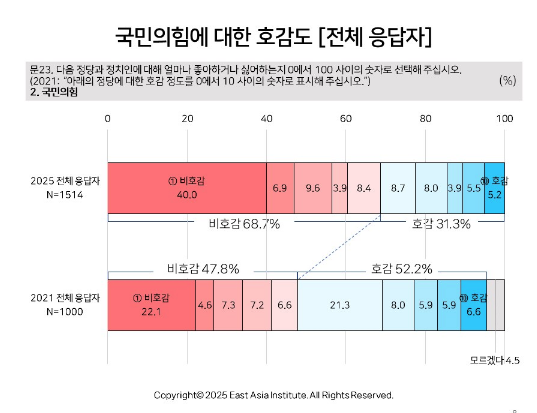 국민의힘에 대한 호감도 [전체 응답자]
문23. 다음 정당과 정치인에 대해 얼마나 좋아하거나 싫어하는지 0에서 100 사이의 숫자로 선택해 주십시오.
(2021: “아래의 정당에 대한 호감 정도를 0에서 10 사이의 숫자로 표시해 주십시오.”)
(%)
2. 국민의힘
0 20 40 60 80 100
2025 전체 응답자
N=1514
① 비호감
40.0 6.9 9.6 3.9 8.4 8.7 8.0 3.9 5.5
⑩ 호감
5.2
비호감 68.7% 호감 31.3%
비호감 47.8% 호감 52.2%
2021 전체 응답자
N=1000
① 비호감
22.1 4.6 7.3 7.2 6.6 21.3 8.0 5.9 5.9
⑩ 호감
6.6
모르겠다 4.5
Copyright© 2025 East Asia Institute. All Rights Reserved.